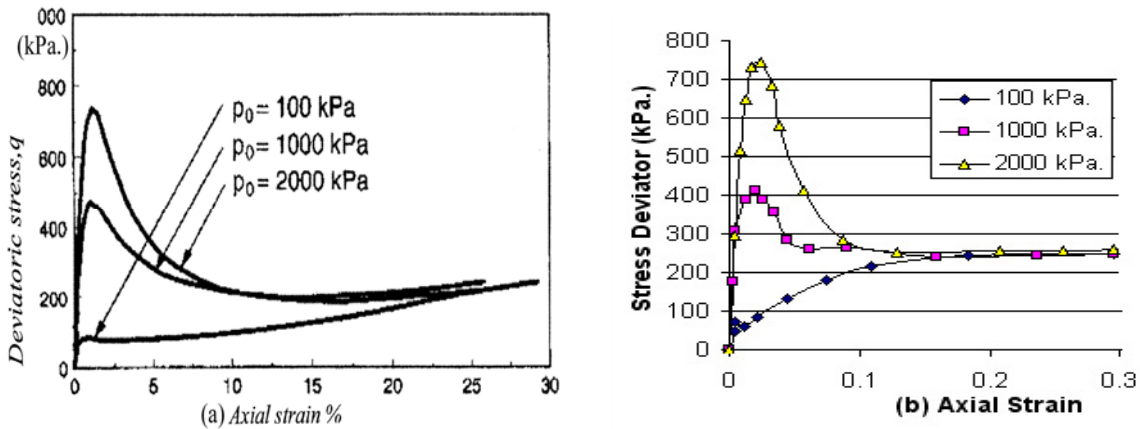 000
(kPa.)
800
600
400
200
0
Deviatoric stress,q
p0= 100 kPa
p0= 1000 kPa
p0= 2000 kPa
0 5 10 15 20 25 30
(a) Axial strain %
800
700
600
500
400
300
200
100
0
Stress Deviator (kPa.)
100 kPa.
1000 kPa.
2000 kPa.
0 0.1 0.2 0.3
(b) Axial Strain